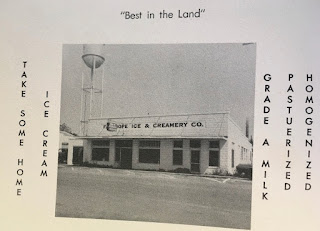 "Best in the Land"
TAKE SOME HOME
ICE CREAM
ICE & CREAMERY CO.
GRADE A MILK
PASTUERIZED
HOMOGENIZED